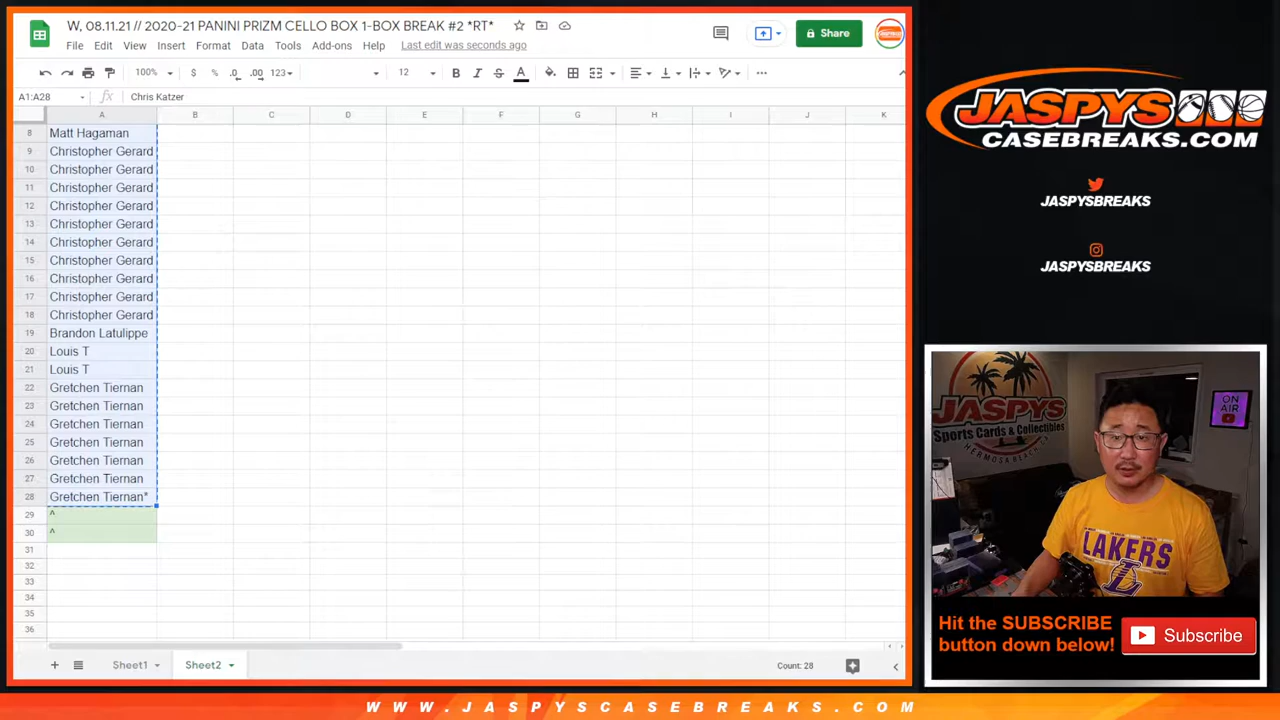 W, 08.11.21 // 2020-21 PANINI PRIZM CELLO BOX 1-BOX BREAK #2 *RT*
File Edit View Insert Format Data Tools Add-ons Help Last edit was seconds ago
Share
100% $ % .0 .00 123 12 B I S A
A1:A28 fx Chris Katzer
A B C D E F G H I J K
8 Matt Hagaman
9 Christopher Gerard
10 Christopher Gerard
11 Christopher Gerard
12 Christopher Gerard
13 Christopher Gerard
14 Christopher Gerard
15 Christopher Gerard
16 Christopher Gerard
17 Christopher Gerard
18 Christopher Gerard
19 Brandon Latulippe
20 Louis T
21 Louis T
22 Gretchen Tiernan
23 Gretchen Tiernan
24 Gretchen Tiernan
25 Gretchen Tiernan
26 Gretchen Tiernan
27 Gretchen Tiernan
28 Gretchen Tiernan*
29 ^
30 ^
31
32
33
34
35
36
Sheet1 Sheet2 Count: 28
JASPYS
CASEBREAKS.COM
JASPYSBREAKS
JASPYSBREAKS
JASPYS
Sports Cards & Collectibles
HERMOSA BEACH, CA
ON
AIR
LAKERS
L
Hit the SUBSCRIBE
button down below!
Subscribe
WWW.JASPYSCASEBREAKS.COM